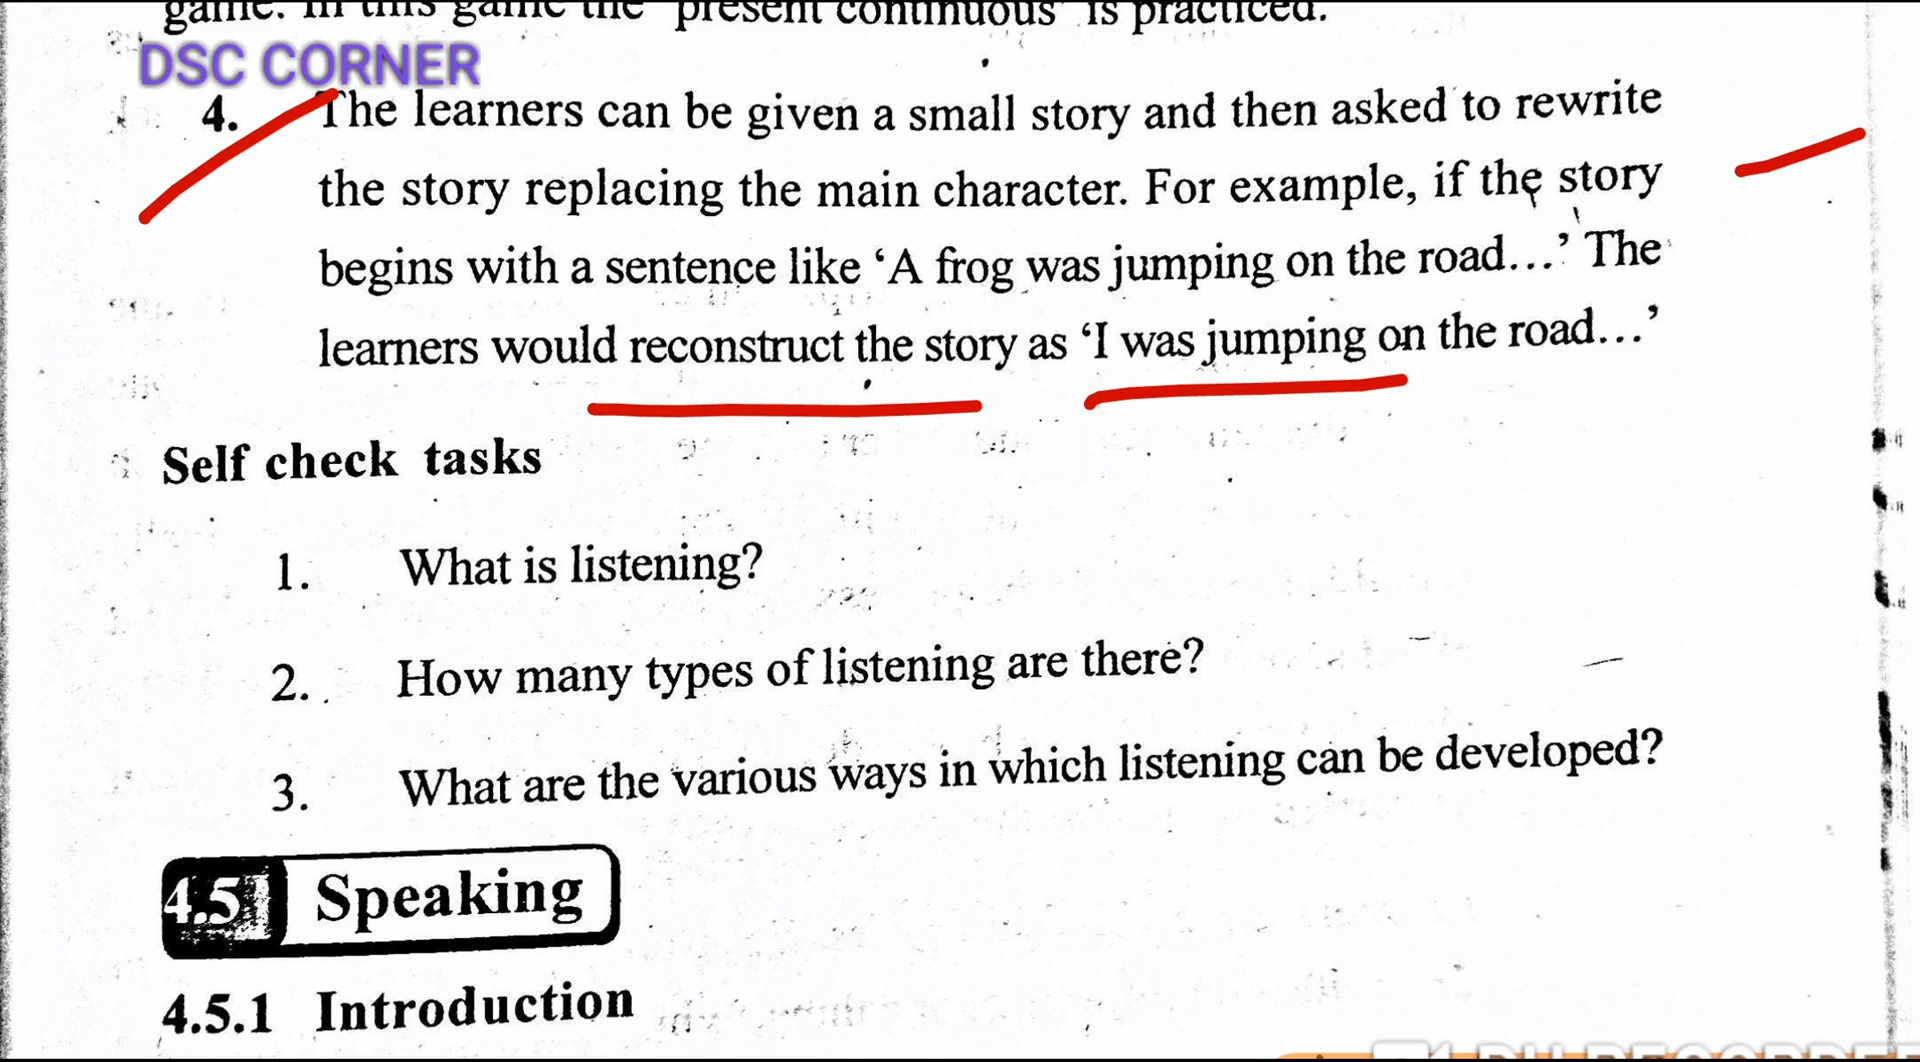 game. In this game the 'present continuous' is practiced.
DSC CORNER
4. The learners can be given a small story and then asked to rewrite
the story replacing the main character. For example, if the story
begins with a sentence like ‘A frog was jumping on the road...’ The
learners would reconstruct the story as ‘I was jumping on the road...’
Self check tasks
1. What is listening?
2. How many types of listening are there?
3. What are the various ways in which listening can be developed?
4.5 Speaking
4.5.1 Introduction